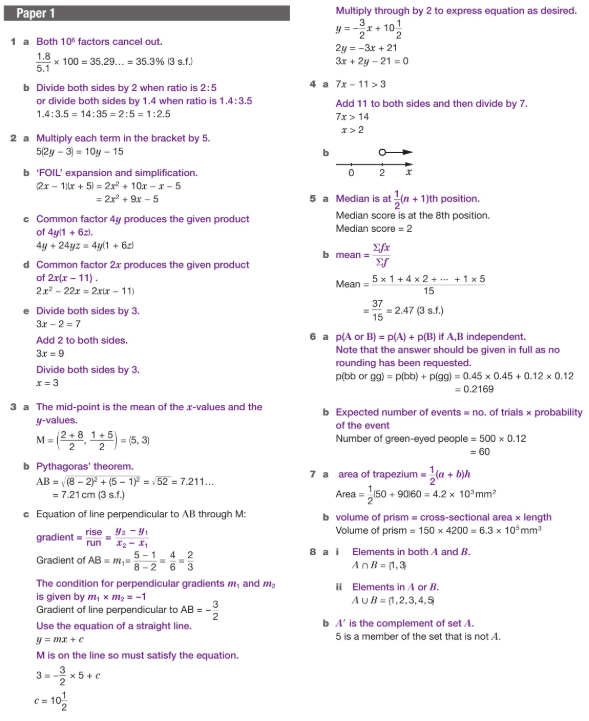 Paper 1
1 a Both 10⁶ factors cancel out.
1.8/5.1 × 100 = 35.29... = 35.3% (3 s.f.)
b Divide both sides by 2 when ratio is 2:5
or divide both sides by 1.4 when ratio is 1.4:3.5
1.4:3.5 = 14:35 = 2:5 = 1:2.5
2 a Multiply each term in the bracket by 5.
5(2y − 3) = 10y − 15
b 'FOIL' expansion and simplification.
(2x − 1)(x + 5) = 2x² + 10x − x − 5
= 2x² + 9x − 5
c Common factor 4y produces the given product
of 4y(1 + 6z).
4y + 24yz = 4y(1 + 6z)
d Common factor 2x produces the given product
of 2x(x − 11) .
2x² − 22x = 2x(x − 11)
e Divide both sides by 3.
3x − 2 = 7
Add 2 to both sides.
3x = 9
Divide both sides by 3.
x = 3
3 a The mid-point is the mean of the x-values and the
y-values.
M = ((2 + 8)/2, (1 + 5)/2) = (5, 3)
b Pythagoras' theorem.
AB = √((8 − 2)² + (5 − 1)²) = √52 = 7.211...
= 7.21 cm (3 s.f.)
c Equation of line perpendicular to AB through M:
gradient = rise/run = (y₂ − y₁)/(x₂ − x₁)
Gradient of AB = m₁ = (5 − 1)/(8 − 2) = 4/6 = 2/3
The condition for perpendicular gradients m₁ and m₂
is given by m₁ × m₂ = −1
Gradient of line perpendicular to AB = −3/2
Use the equation of a straight line.
y = mx + c
M is on the line so must satisfy the equation.
3 = −3/2 × 5 + c
c = 10 1/2
Multiply through by 2 to express equation as desired.
y = −3/2 x + 10 1/2
2y = −3x + 21
3x + 2y − 21 = 0
4 a 7x − 11 > 3
Add 11 to both sides and then divide by 7.
7x > 14
x > 2
b
0 2 x
5 a Median is at 1/2(n + 1)th position.
Median score is at the 8th position.
Median score = 2
b mean = Σfx/Σf
Mean = (5 × 1 + 4 × 2 + ··· + 1 × 5)/15
= 37/15 = 2.47 (3 s.f.)
6 a p(A or B) = p(A) + p(B) if A,B independent.
Note that the answer should be given in full as no
rounding has been requested.
p(bb or gg) = p(bb) + p(gg) = 0.45 × 0.45 + 0.12 × 0.12
= 0.2169
b Expected number of events = no. of trials × probability
of the event
Number of green-eyed people = 500 × 0.12
= 60
7 a area of trapezium = 1/2(a + b)h
Area = 1/2(50 + 90)60 = 4.2 × 10³mm²
b volume of prism = cross-sectional area × length
Volume of prism = 150 × 4200 = 6.3 × 10⁵mm³
8 a i Elements in both A and B.
A ∩ B = {1,3}
ii Elements in A or B.
A ∪ B = {1,2,3,4,5}
b A′ is the complement of set A.
5 is a member of the set that is not A.